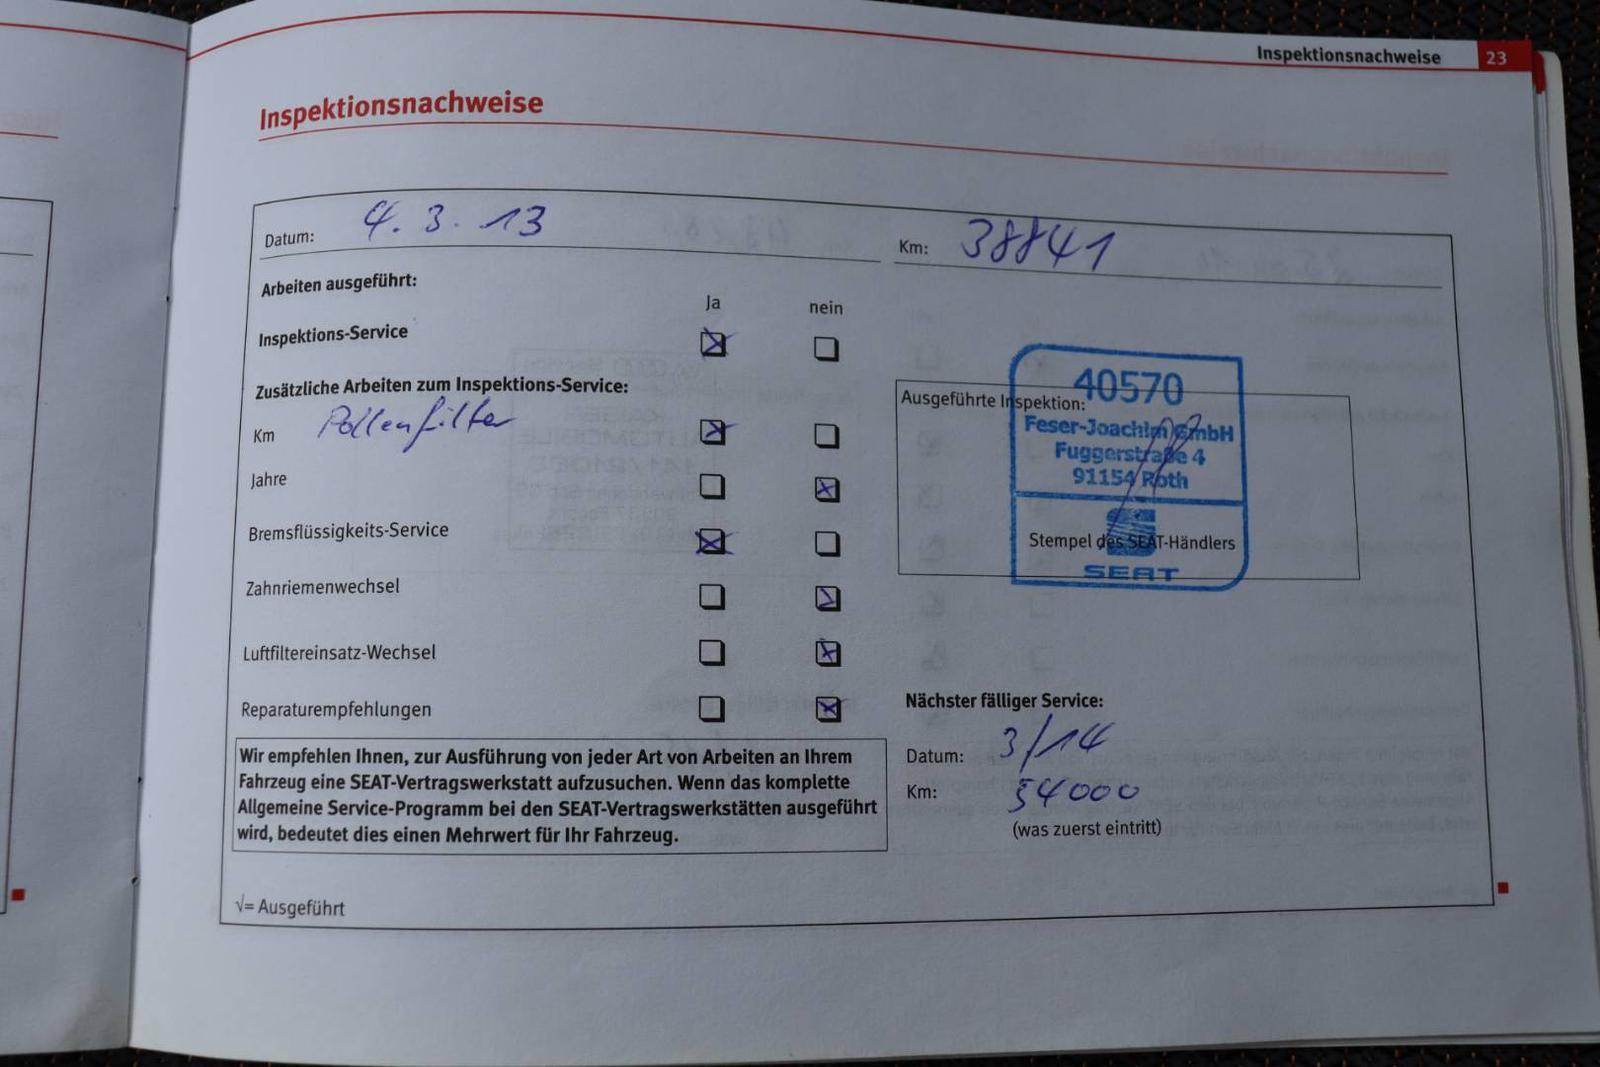 Inspektionsnachweise 23
Inspektionsnachweise
Datum: 4.3.13 Km: 38841
Arbeiten ausgeführt:
Ja nein
Inspektions-Service
Zusätzliche Arbeiten zum Inspektions-Service:
Km Pollenfilter
Jahre
Bremsflüssigkeits-Service
Zahnriemenwechsel
Luftfiltereinsatz-Wechsel
Reparaturempfehlungen
Wir empfehlen Ihnen, zur Ausführung von jeder Art von Arbeiten an Ihrem
Fahrzeug eine SEAT-Vertragswerkstatt aufzusuchen. Wenn das komplette
Allgemeine Service-Programm bei den SEAT-Vertragswerkstätten ausgeführt
wird, bedeutet dies einen Mehrwert für Ihr Fahrzeug.
√= Ausgeführt
40570
Ausgeführte Inspektion:
Feser-Joachim GmbH
Fuggerstraße 4
91154 Roth
Stempel des SEAT-Händlers
SEAT
Nächster fälliger Service:
Datum: 3/14
Km: 54000
(was zuerst eintritt)